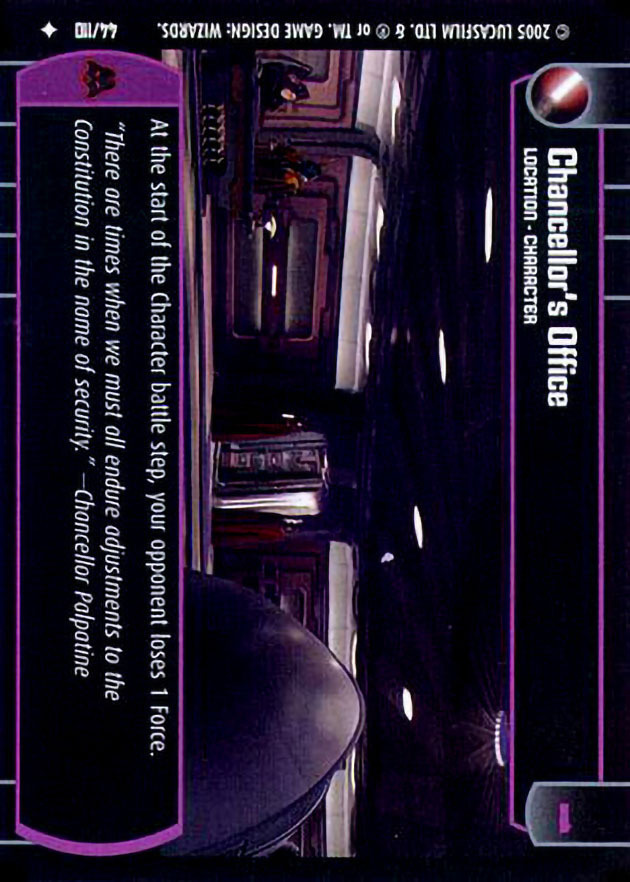 Chancellor's Office
LOCATION - CHARACTER
At the start of the Character battle step, your opponent loses 1 Force.
"There are times when we must all endure adjustments to the
Constitution in the name of security." —Chancellor Palpatine
© 2005 LUCASFILM LTD. & ® or TM. GAME DESIGN: WIZARDS.
44/110